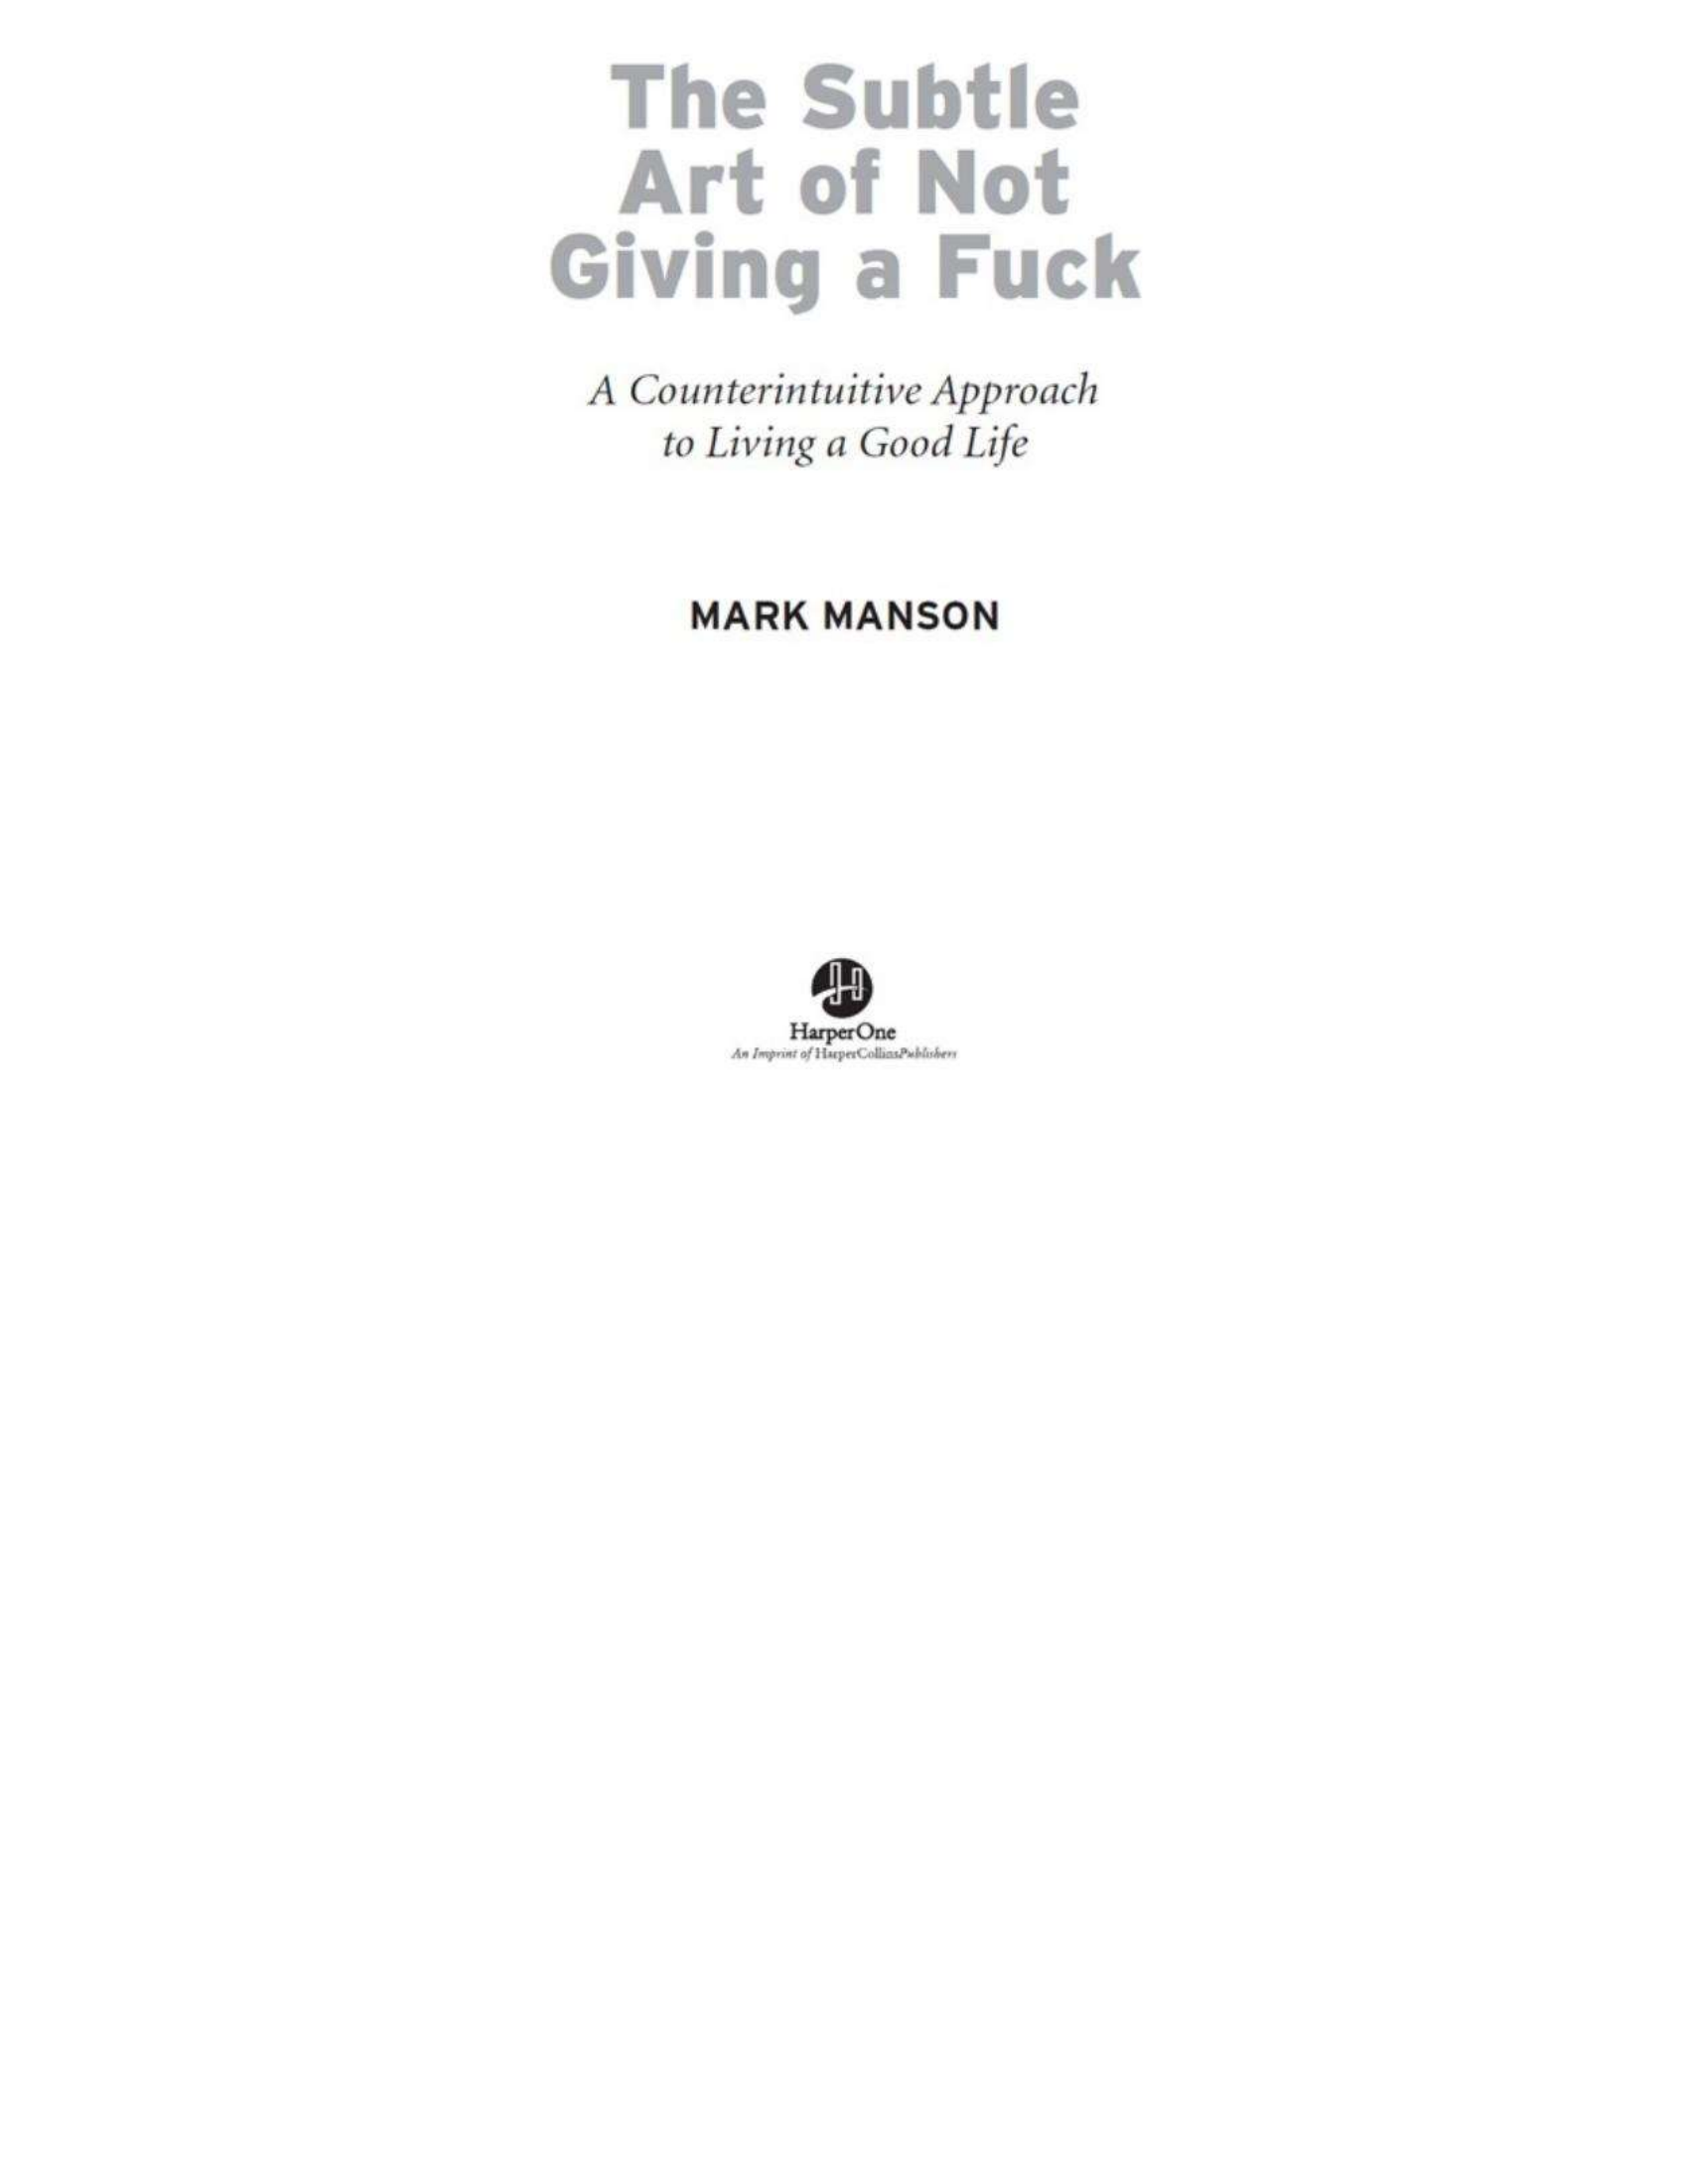 The Subtle
Art of Not
Giving a Fuck
A Counterintuitive Approach
to Living a Good Life
MARK MANSON
HarperOne
An Imprint of HarperCollinsPublishers